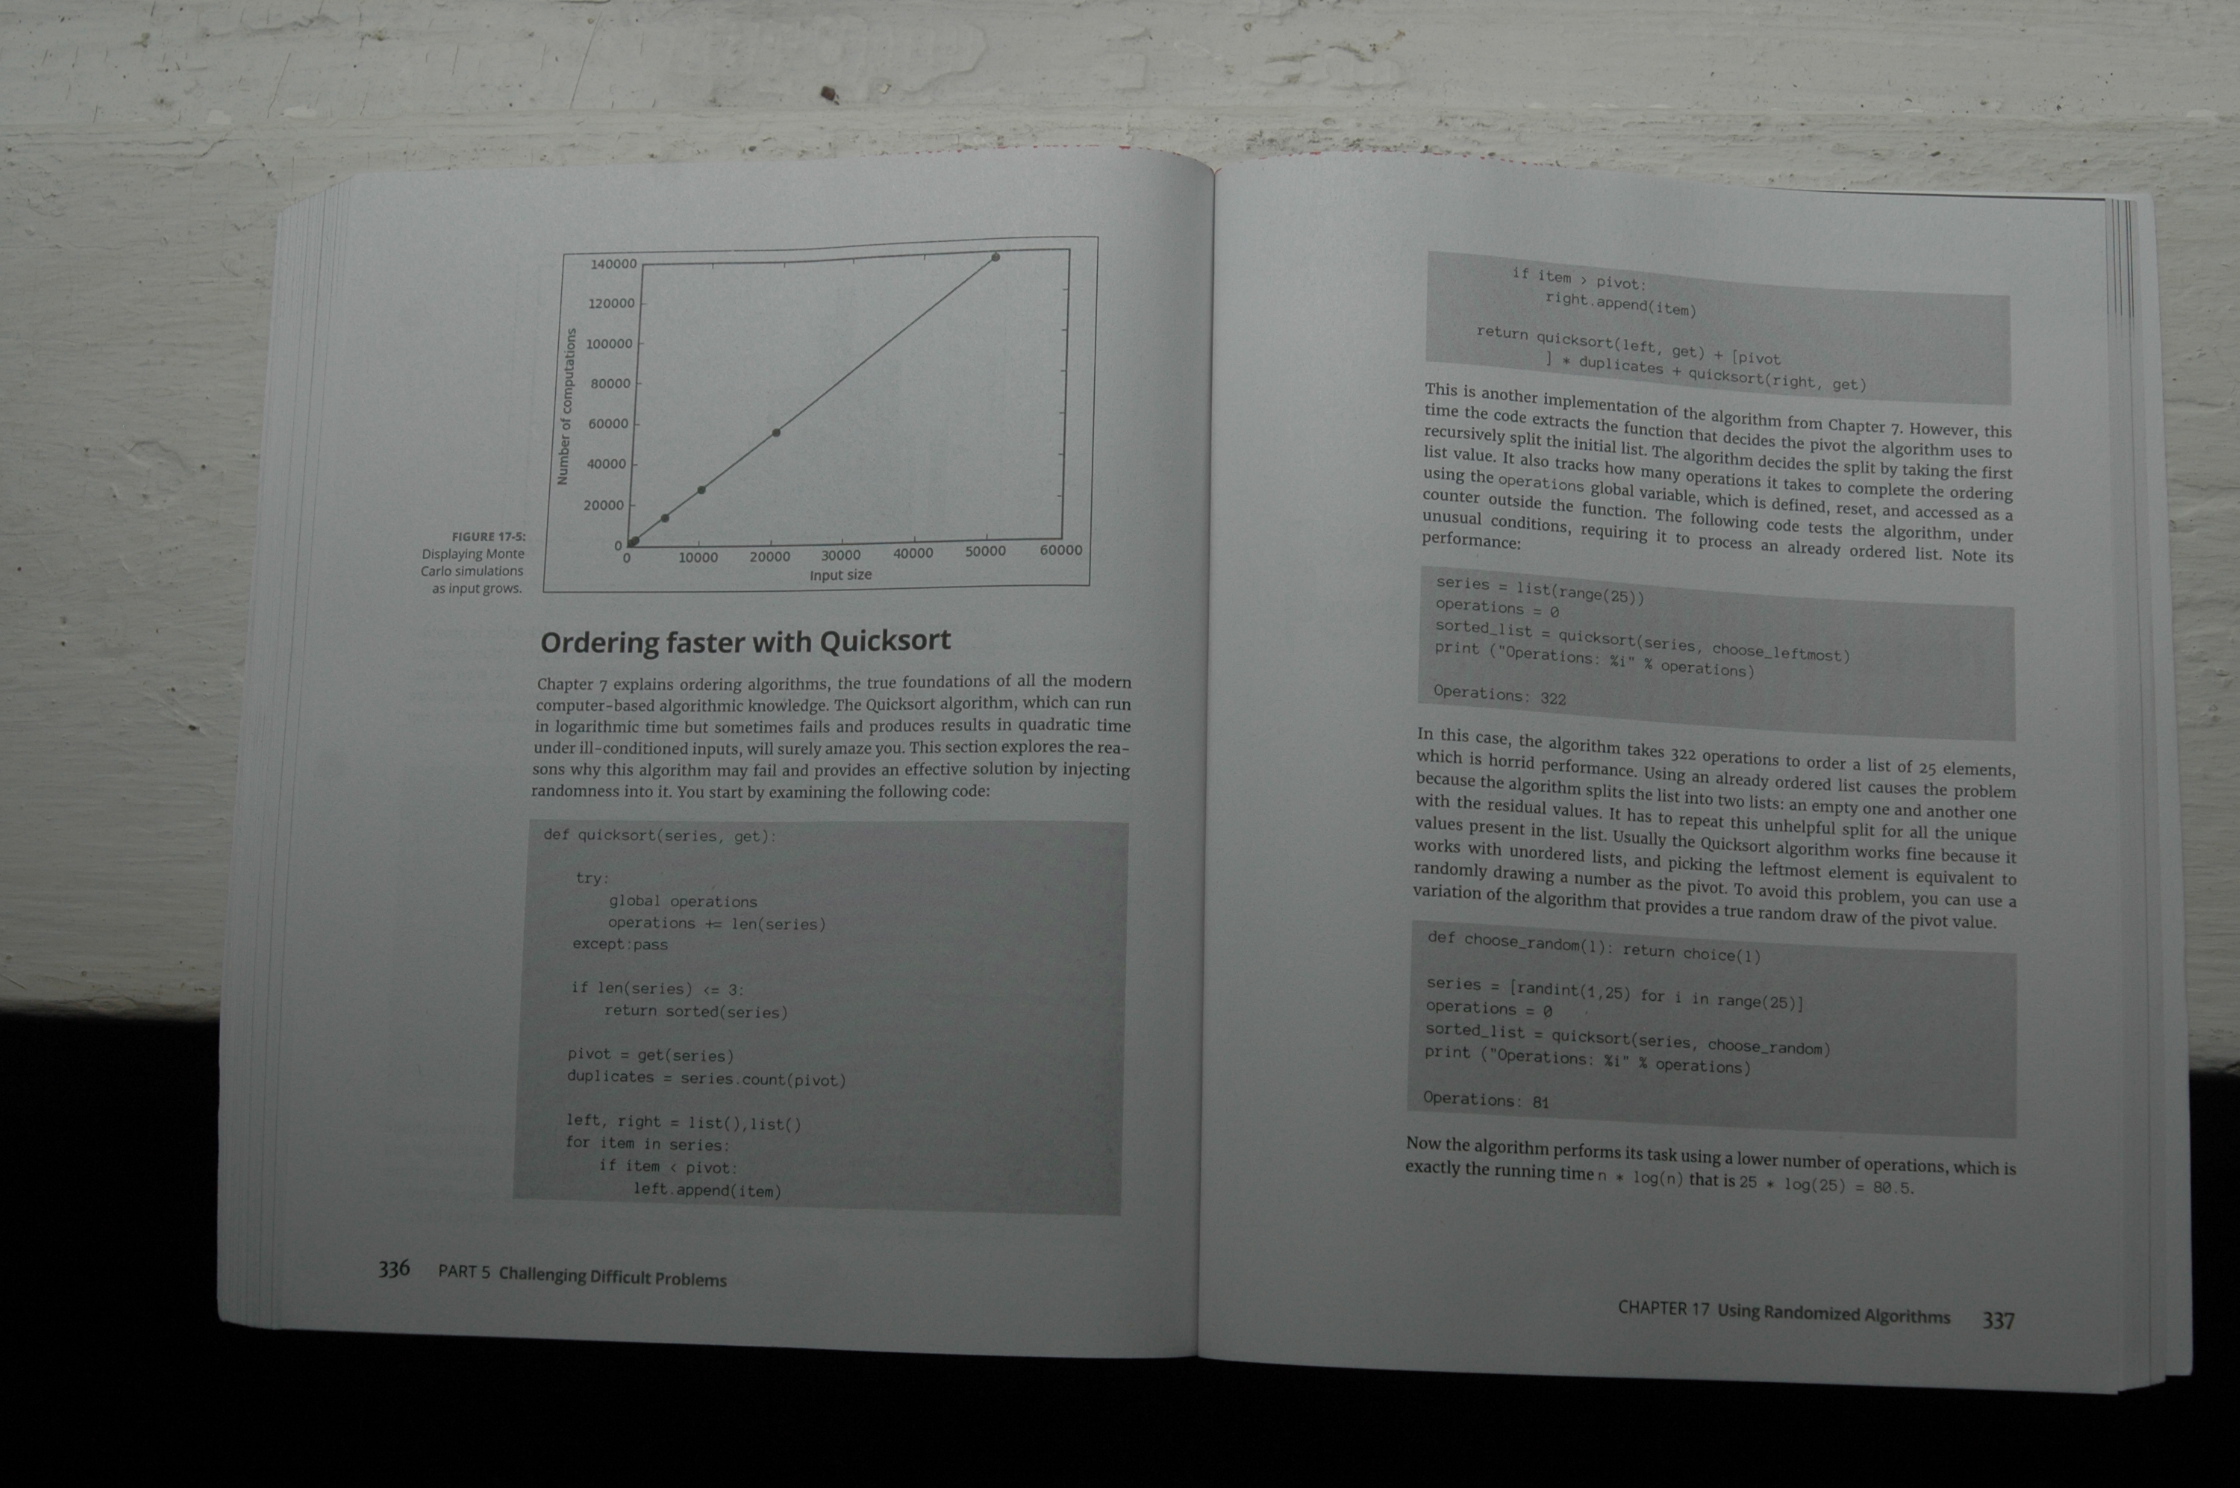 140000
120000
100000
80000
60000
40000
20000
0
Number of computations
0 10000 20000 30000 40000 50000 60000
Input size
FIGURE 17-5:
Displaying Monte
Carlo simulations
as input grows.
Ordering faster with Quicksort
Chapter 7 explains ordering algorithms, the true foundations of all the modern
computer-based algorithmic knowledge. The Quicksort algorithm, which can run
in logarithmic time but sometimes fails and produces results in quadratic time
under ill-conditioned inputs, will surely amaze you. This section explores the rea-
sons why this algorithm may fail and provides an effective solution by injecting
randomness into it. You start by examining the following code:
def quicksort(series, get):
try:
global operations
operations += len(series)
except:pass
if len(series) <= 3:
return sorted(series)
pivot = get(series)
duplicates = series.count(pivot)
left, right = list(),list()
for item in series:
if item < pivot:
left.append(item)
336 PART 5 Challenging Difficult Problems
if item > pivot:
right.append(item)
return quicksort(left, get) + [pivot
] * duplicates + quicksort(right, get)
This is another implementation of the algorithm from Chapter 7. However, this
time the code extracts the function that decides the pivot the algorithm uses to
recursively split the initial list. The algorithm decides the split by taking the first
list value. It also tracks how many operations it takes to complete the ordering
using the operations global variable, which is defined, reset, and accessed as a
counter outside the function. The following code tests the algorithm, under
unusual conditions, requiring it to process an already ordered list. Note its
performance:
series = list(range(25))
operations = 0
sorted_list = quicksort(series, choose_leftmost)
print ("Operations: %i" % operations)
Operations: 322
In this case, the algorithm takes 322 operations to order a list of 25 elements,
which is horrid performance. Using an already ordered list causes the problem
because the algorithm splits the list into two lists: an empty one and another one
with the residual values. It has to repeat this unhelpful split for all the unique
values present in the list. Usually the Quicksort algorithm works fine because it
works with unordered lists, and picking the leftmost element is equivalent to
randomly drawing a number as the pivot. To avoid this problem, you can use a
variation of the algorithm that provides a true random draw of the pivot value.
def choose_random(l): return choice(l)
series = [randint(1,25) for i in range(25)]
operations = 0
sorted_list = quicksort(series, choose_random)
print ("Operations: %i" % operations)
Operations: 81
Now the algorithm performs its task using a lower number of operations, which is
exactly the running time n * log(n) that is 25 * log(25) = 80.5.
CHAPTER 17 Using Randomized Algorithms 337